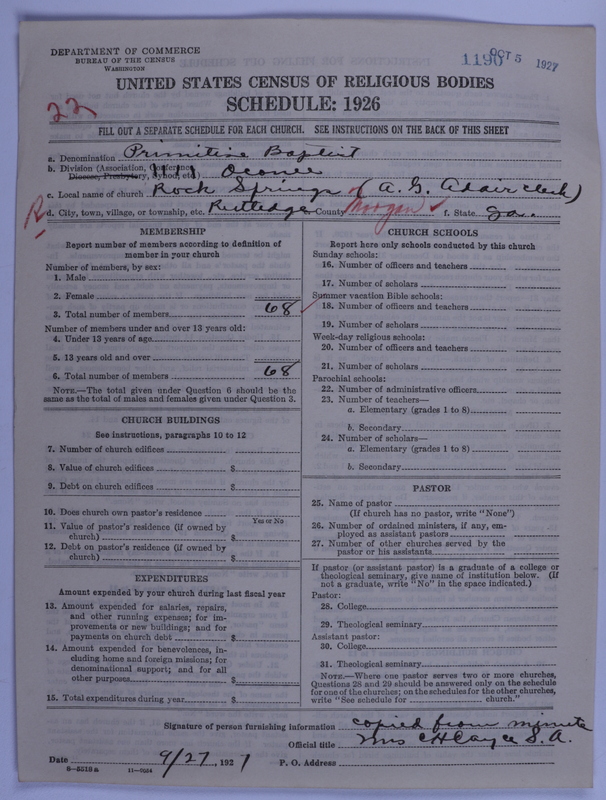 DEPARTMENT OF COMMERCE
BUREAU OF THE CENSUS
WASHINGTON
1190 OCT 5 1927
UNITED STATES CENSUS OF RELIGIOUS BODIES
SCHEDULE: 1926
22
FILL OUT A SEPARATE SCHEDULE FOR EACH CHURCH. SEE INSTRUCTIONS ON THE BACK OF THIS SHEET
a. Denomination Primitive Baptist
b. Division (Association, Conference,
Diocese, Presbytery, Synod, etc.) Oconee
c. Local name of church Rock Springs (A. G. Adair clerk)
R d. City, town, village, or township, etc. Rutledge County Morgan f. State Ga.
MEMBERSHIP
Report number of members according to definition of
member in your church
Number of members, by sex:
1. Male
2. Female
3. Total number of members 68
Number of members under and over 13 years old:
4. Under 13 years of age
5. 13 years old and over
6. Total number of members 68
NOTE.—The total given under Question 6 should be the
same as the total of males and females given under Question 3.
CHURCH BUILDINGS
See instructions, paragraphs 10 to 12
7. Number of church edifices
8. Value of church edifices $
9. Debt on church edifices $
10. Does church own pastor's residence
Yes or No
11. Value of pastor's residence (if owned by
church) $
12. Debt on pastor's residence (if owned by
church) $
EXPENDITURES
Amount expended by your church during last fiscal year
13. Amount expended for salaries, repairs,
and other running expenses; for im-
provements or new buildings; and for
payments on church debt $
14. Amount expended for benevolences, in-
cluding home and foreign missions; for
denominational support; and for all
other purposes $
15. Total expenditures during year $
CHURCH SCHOOLS
Report here only schools conducted by this church
Sunday schools:
16. Number of officers and teachers
17. Number of scholars
Summer vacation Bible schools:
18. Number of officers and teachers
19. Number of scholars
Week-day religious schools:
20. Number of officers and teachers
21. Number of scholars
Parochial schools:
22. Number of administrative officers
23. Number of teachers—
a. Elementary (grades 1 to 8)
b. Secondary
24. Number of scholars—
a. Elementary (grades 1 to 8)
b. Secondary
PASTOR
25. Name of pastor
(If church has no pastor, write "None")
26. Number of ordained ministers, if any, em-
ployed as assistant pastors
27. Number of other churches served by the
pastor or his assistants
If pastor (or assistant pastor) is a graduate of a college or
theological seminary, give name of institution below. (If
not a graduate, write "No" in the space indicated.)
Pastor:
28. College
29. Theological seminary
Assistant pastor:
30. College
31. Theological seminary
NOTE.—Where one pastor serves two or more churches,
Questions 28 and 29 should be answered only on the schedule
for one of the churches; on the schedules for the other churches,
write "See schedule for church."
Signature of person furnishing information copied from minute
Official title Mrs C H Cayce S. A.
Date 9/27, 1927 P. O. Address
8—5518a 11—9054